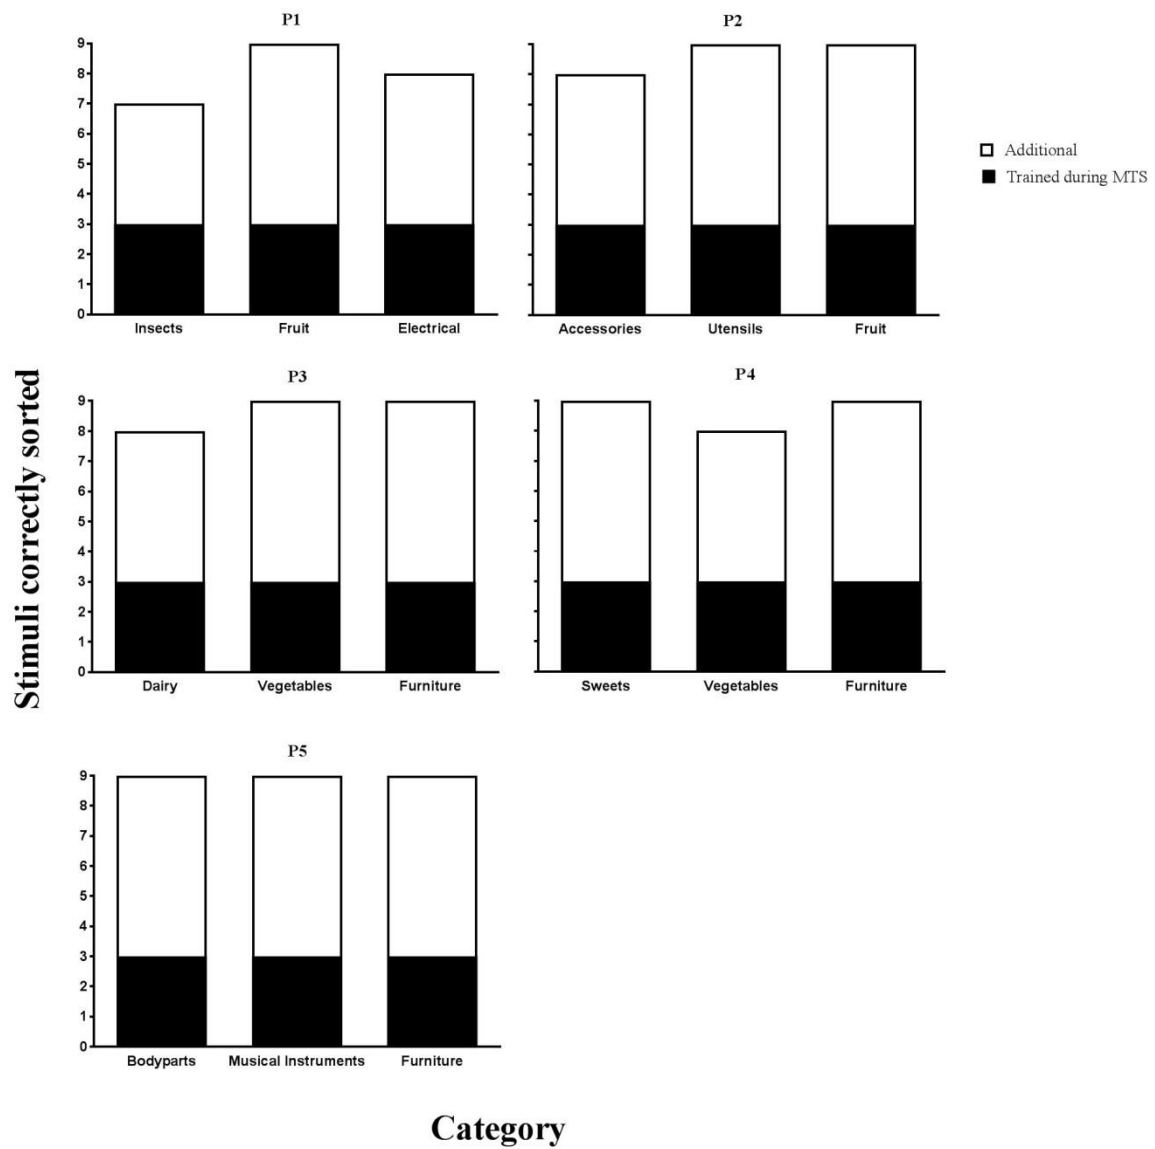 P1
9
8
7
6
5
4
3
2
1
0
Insects Fruit Electrical
P2
Accessories Utensils Fruit
Additional
Trained during MTS
Stimuli correctly sorted
P3
9
8
7
6
5
4
3
2
1
0
Dairy Vegetables Furniture
P4
Sweets Vegetables Furniture
P5
9
8
7
6
5
4
3
2
1
0
Bodyparts Musical Instruments Furniture
Category